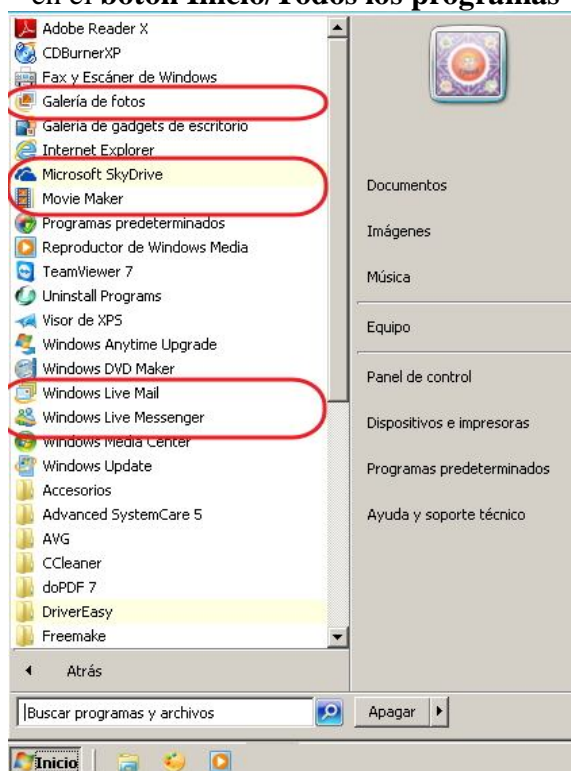 en el botón Inicio/Todos los programas
Adobe Reader X
CDBurnerXP
Fax y Escáner de Windows
Galería de fotos
Galería de gadgets de escritorio
Internet Explorer
Microsoft SkyDrive
Movie Maker
Programas predeterminados
Reproductor de Windows Media
TeamViewer 7
Uninstall Programs
Visor de XPS
Windows Anytime Upgrade
Windows DVD Maker
Windows Live Mail
Windows Live Messenger
Windows Media Center
Windows Update
Accesorios
Advanced SystemCare 5
AVG
CCleaner
doPDF 7
DriverEasy
Freemake
Atrás
Buscar programas y archivos
Documentos
Imágenes
Música
Equipo
Panel de control
Dispositivos e impresoras
Programas predeterminados
Ayuda y soporte técnico
Apagar
Inicio